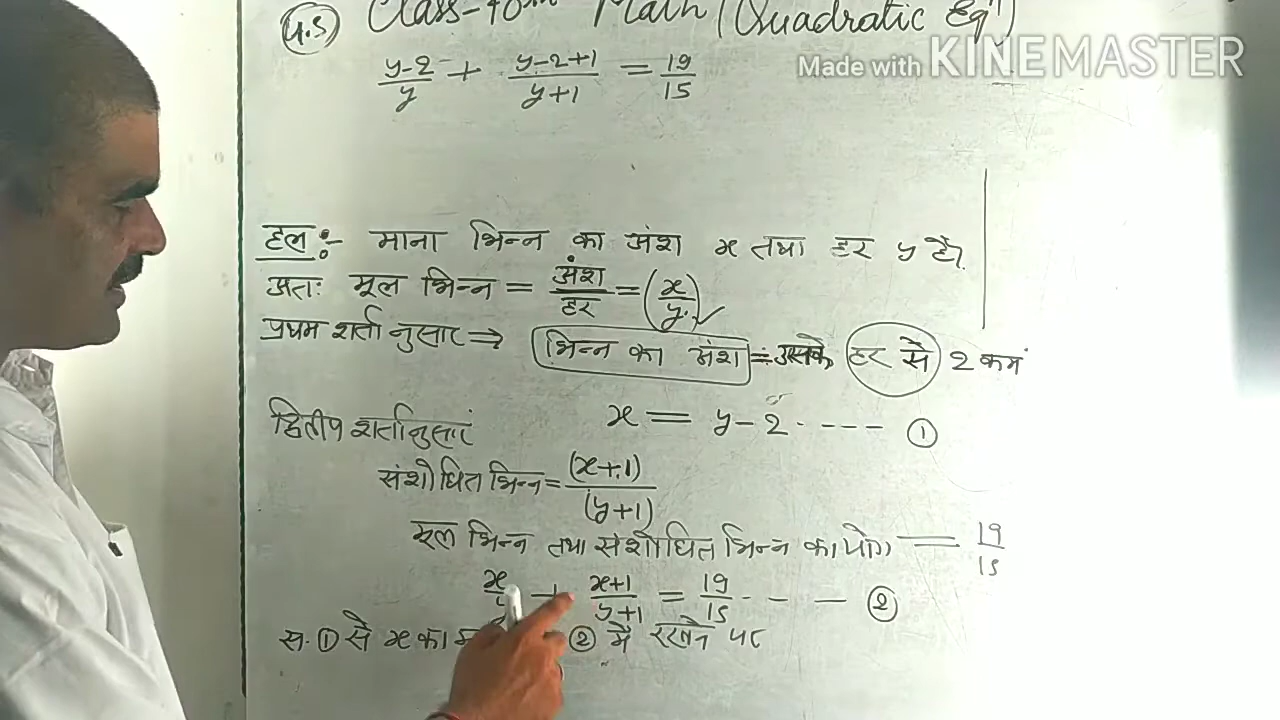 4.5 Class-10th Math (Quadratic Eqn)
Made with KINEMASTER
y-2/y + y-2+1/y+1 = 19/15
हल :- माना भिन्न का अंश x तथा हर y है।
अतः मूल भिन्न = अंश/हर = (x/y)
प्रथम शर्तानुसार ⇒ भिन्न का अंश = उसके हर से 2 कम
x = y-2 ---- ①
द्वितीय शर्तानुसार
संशोधित भिन्न = (x+1)/(y+1)
मूल भिन्न तथा संशोधित भिन्न का योग = 19/15
x/y + x+1/y+1 = 19/15 - - - ②
स. ① से x का ② में रखने पर